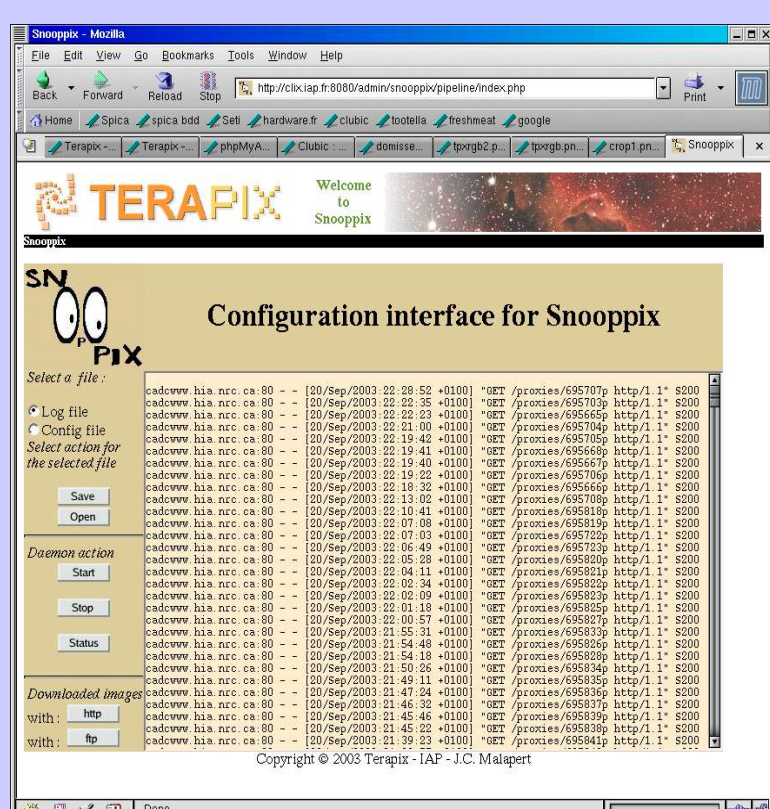 Snooppix - Mozilla
File Edit View Go Bookmarks Tools Window Help
Back Forward Reload Stop http://clix.iap.fr:8080/admin/snooppix/pipeline/index.php Print
Home Spica spica bdd Seti hardware.fr clubic tootella freshmeat google
Terapix -... Terapix -... phpMyA... Clubic : ... domisse... tpxrgb2.p... tpxrgb.pn... crop1.pn... Snooppix
TERAPIX
Welcome
to
Snooppix
Snooppix
SN
P
PIX
Configuration interface for Snooppix
Select a file :
Log file
Config file
Select action for
the selected file
Save
Open
Daemon action
Start
Stop
Status
Downloaded images
with : http
with : ftp
cadcwww.hia.nrc.ca:80 - - [20/Sep/2003:22:28:52 +0100] "GET /proxies/695707p http/1.1" S200
cadcwww.hia.nrc.ca:80 - - [20/Sep/2003:22:22:35 +0100] "GET /proxies/695703p http/1.1" S200
cadcwww.hia.nrc.ca:80 - - [20/Sep/2003:22:22:23 +0100] "GET /proxies/695665p http/1.1" S200
cadcwww.hia.nrc.ca:80 - - [20/Sep/2003:22:21:00 +0100] "GET /proxies/695704p http/1.1" S200
cadcwww.hia.nrc.ca:80 - - [20/Sep/2003:22:19:42 +0100] "GET /proxies/695705p http/1.1" S200
cadcwww.hia.nrc.ca:80 - - [20/Sep/2003:22:19:41 +0100] "GET /proxies/695668p http/1.1" S200
cadcwww.hia.nrc.ca:80 - - [20/Sep/2003:22:19:40 +0100] "GET /proxies/695667p http/1.1" S200
cadcwww.hia.nrc.ca:80 - - [20/Sep/2003:22:19:22 +0100] "GET /proxies/695706p http/1.1" S200
cadcwww.hia.nrc.ca:80 - - [20/Sep/2003:22:18:32 +0100] "GET /proxies/695666p http/1.1" S200
cadcwww.hia.nrc.ca:80 - - [20/Sep/2003:22:13:02 +0100] "GET /proxies/695708p http/1.1" S200
cadcwww.hia.nrc.ca:80 - - [20/Sep/2003:22:10:41 +0100] "GET /proxies/695818p http/1.1" S200
cadcwww.hia.nrc.ca:80 - - [20/Sep/2003:22:07:08 +0100] "GET /proxies/695819p http/1.1" S200
cadcwww.hia.nrc.ca:80 - - [20/Sep/2003:22:07:03 +0100] "GET /proxies/695722p http/1.1" S200
cadcwww.hia.nrc.ca:80 - - [20/Sep/2003:22:06:49 +0100] "GET /proxies/695723p http/1.1" S200
cadcwww.hia.nrc.ca:80 - - [20/Sep/2003:22:05:28 +0100] "GET /proxies/695820p http/1.1" S200
cadcwww.hia.nrc.ca:80 - - [20/Sep/2003:22:04:11 +0100] "GET /proxies/695821p http/1.1" S200
cadcwww.hia.nrc.ca:80 - - [20/Sep/2003:22:02:34 +0100] "GET /proxies/695822p http/1.1" S200
cadcwww.hia.nrc.ca:80 - - [20/Sep/2003:22:02:09 +0100] "GET /proxies/695823p http/1.1" S200
cadcwww.hia.nrc.ca:80 - - [20/Sep/2003:22:01:18 +0100] "GET /proxies/695825p http/1.1" S200
cadcwww.hia.nrc.ca:80 - - [20/Sep/2003:22:00:57 +0100] "GET /proxies/695827p http/1.1" S200
cadcwww.hia.nrc.ca:80 - - [20/Sep/2003:21:55:31 +0100] "GET /proxies/695833p http/1.1" S200
cadcwww.hia.nrc.ca:80 - - [20/Sep/2003:21:54:48 +0100] "GET /proxies/695826p http/1.1" S200
cadcwww.hia.nrc.ca:80 - - [20/Sep/2003:21:54:18 +0100] "GET /proxies/695828p http/1.1" S200
cadcwww.hia.nrc.ca:80 - - [20/Sep/2003:21:50:26 +0100] "GET /proxies/695834p http/1.1" S200
cadcwww.hia.nrc.ca:80 - - [20/Sep/2003:21:49:11 +0100] "GET /proxies/695835p http/1.1" S200
cadcwww.hia.nrc.ca:80 - - [20/Sep/2003:21:47:24 +0100] "GET /proxies/695836p http/1.1" S200
cadcwww.hia.nrc.ca:80 - - [20/Sep/2003:21:46:32 +0100] "GET /proxies/695837p http/1.1" S200
cadcwww.hia.nrc.ca:80 - - [20/Sep/2003:21:45:46 +0100] "GET /proxies/695839p http/1.1" S200
cadcwww.hia.nrc.ca:80 - - [20/Sep/2003:21:45:22 +0100] "GET /proxies/695838p http/1.1" S200
cadcwww.hia.nrc.ca:80 - - [20/Sep/2003:21:39:23 +0100] "GET /proxies/695841p http/1.1" S200
Copyright © 2003 Terapix - IAP - J.C. Malapert
Done